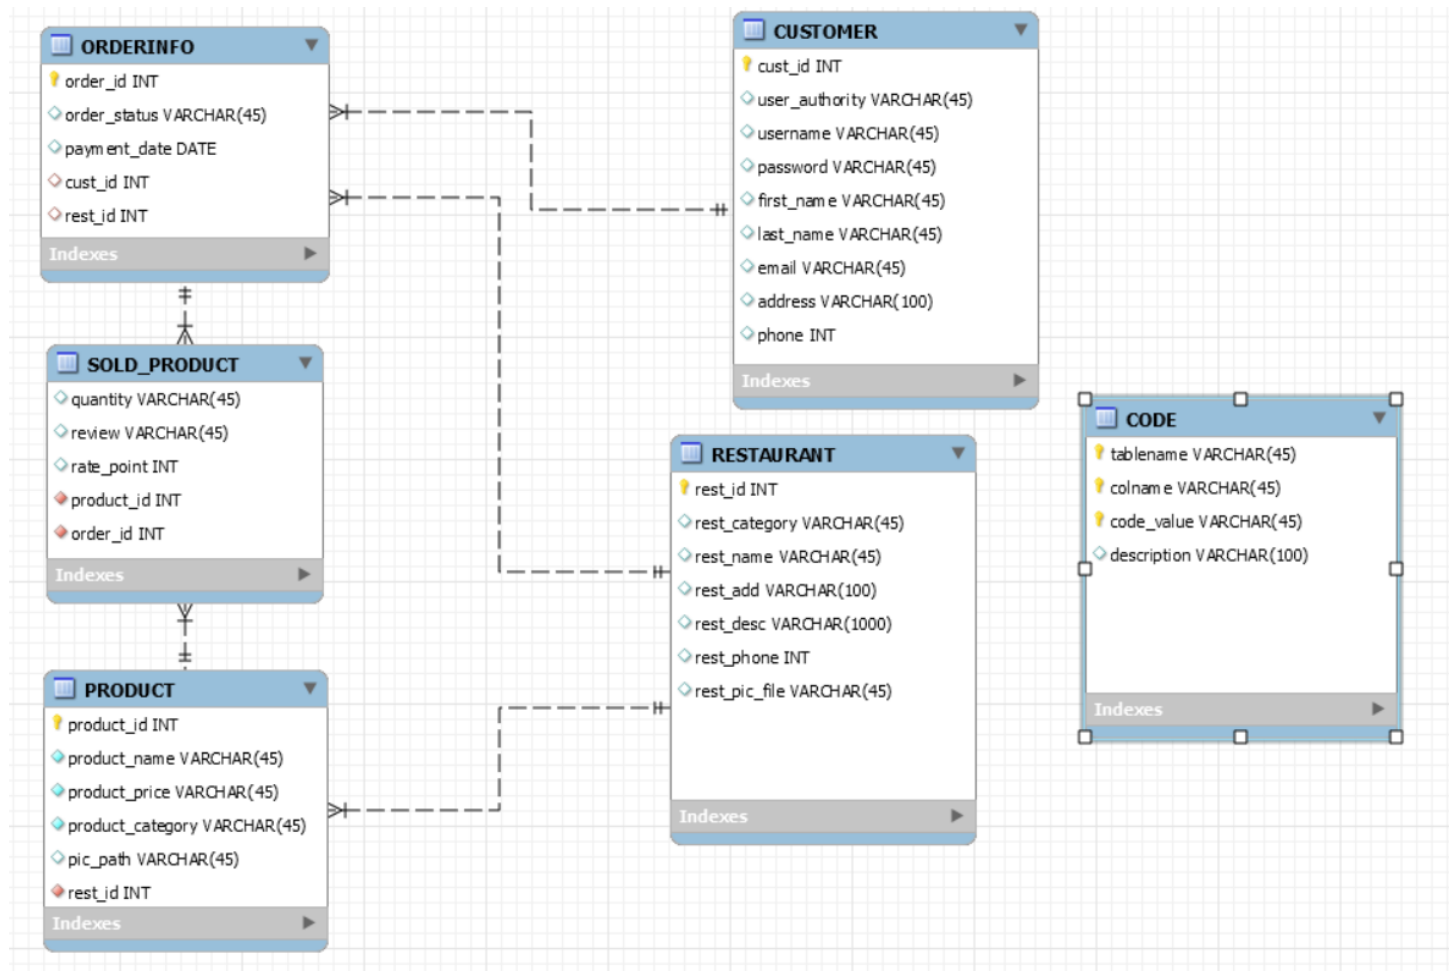 ORDERINFO
order_id INT
order_status VARCHAR(45)
payment_date DATE
cust_id INT
rest_id INT
Indexes
CUSTOMER
cust_id INT
user_authority VARCHAR(45)
username VARCHAR(45)
password VARCHAR(45)
first_name VARCHAR(45)
last_name VARCHAR(45)
email VARCHAR(45)
address VARCHAR(100)
phone INT
Indexes
SOLD_PRODUCT
quantity VARCHAR(45)
review VARCHAR(45)
rate_point INT
product_id INT
order_id INT
Indexes
RESTAURANT
rest_id INT
rest_category VARCHAR(45)
rest_name VARCHAR(45)
rest_add VARCHAR(100)
rest_desc VARCHAR(1000)
rest_phone INT
rest_pic_file VARCHAR(45)
Indexes
CODE
tablename VARCHAR(45)
colname VARCHAR(45)
code_value VARCHAR(45)
description VARCHAR(100)
Indexes
PRODUCT
product_id INT
product_name VARCHAR(45)
product_price VARCHAR(45)
product_category VARCHAR(45)
pic_path VARCHAR(45)
rest_id INT
Indexes